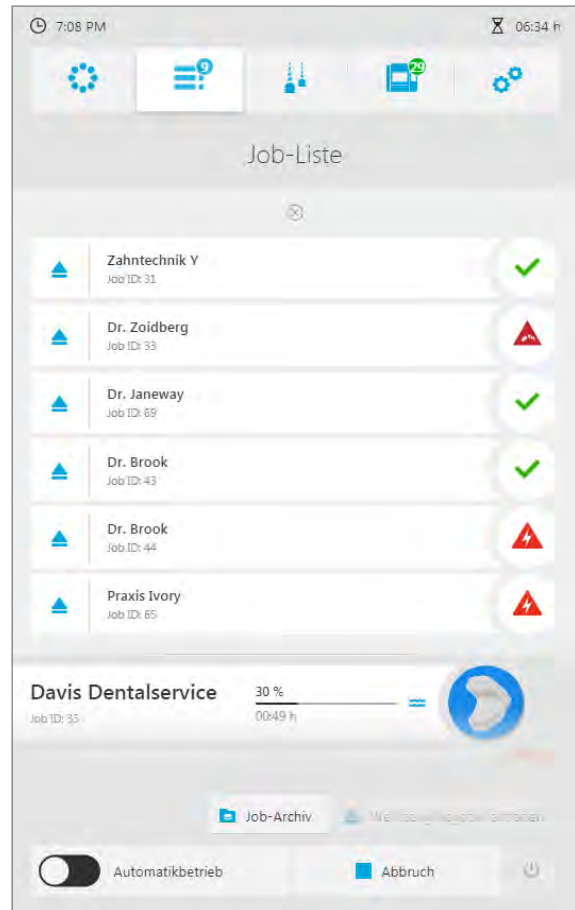 7:08 PM
06:34 h
9
29
Job-Liste
Zahntechnik Y
Job ID: 31
Dr. Zoidberg
Job ID: 33
Dr. Janeway
Job ID: 69
Dr. Brook
Job ID: 43
Dr. Brook
Job ID: 44
Praxis Ivory
Job ID: 65
Davis Dentalservice
30 %
Job ID: 35
00:49 h
Job-Archiv
Automatikbetrieb
Abbruch